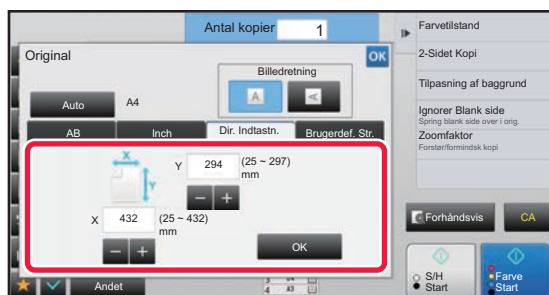 Antal kopier 1
Original
OK
Billedretning
A A
Auto A4
AB Inch Dir. Indtastn. Brugerdef. Str.
X
Y
Y 294 (25 ~ 297)
mm
X 432 (25 ~ 432)
mm
OK
Andet
Farvetilstand
2-Sidet Kopi
Tilpasning af baggrund
Ignorer Blank side
Spring blank side over i orig.
Zoomfaktor
Forstør/formindsk kopi
Forhåndsvis CA
S/H
Start
Farve
Start